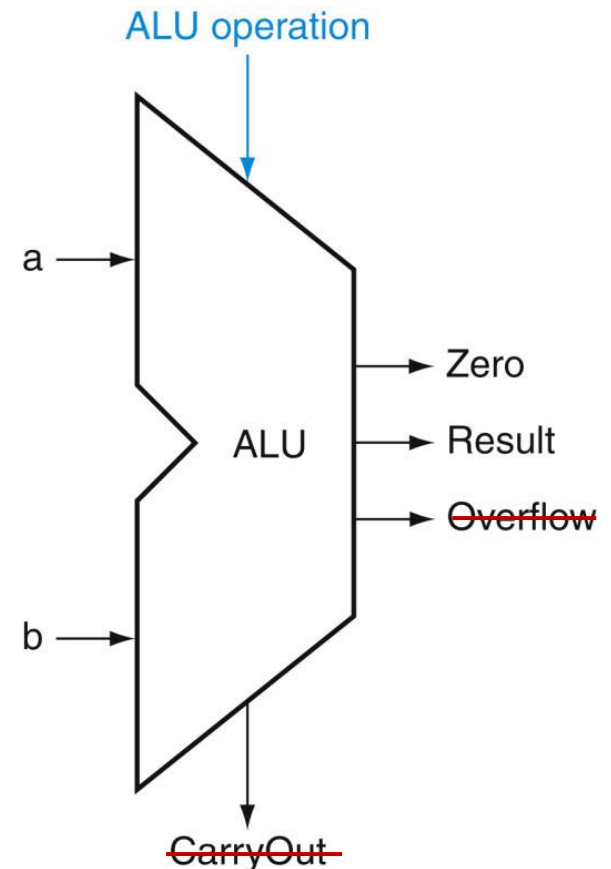 ALU operation
a
Zero
ALU
Result
Overflow
b
CarryOut